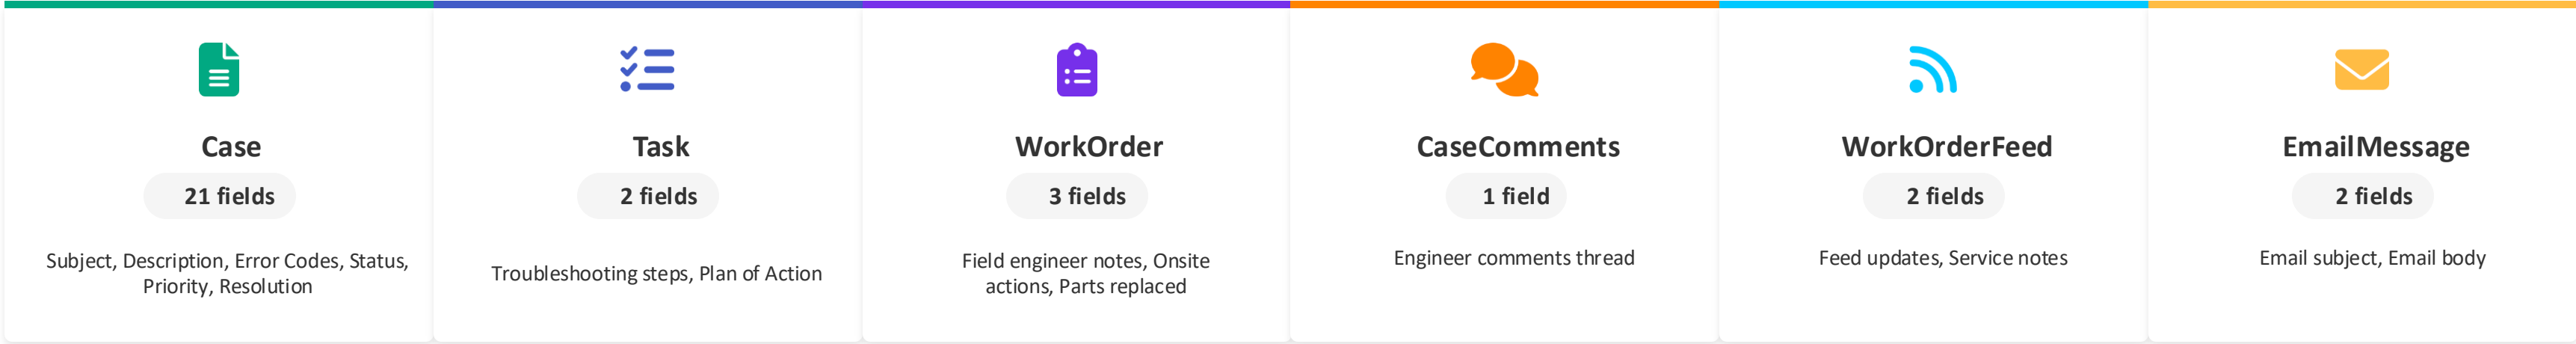 Case
21 fields
Subject, Description, Error Codes, Status,
Priority, Resolution
Task
2 fields
Troubleshooting steps, Plan of Action
WorkOrder
3 fields
Field engineer notes, Onsite
actions, Parts replaced
CaseComments
1 field
Engineer comments thread
WorkOrderFeed
2 fields
Feed updates, Service notes
EmailMessage
2 fields
Email subject, Email body